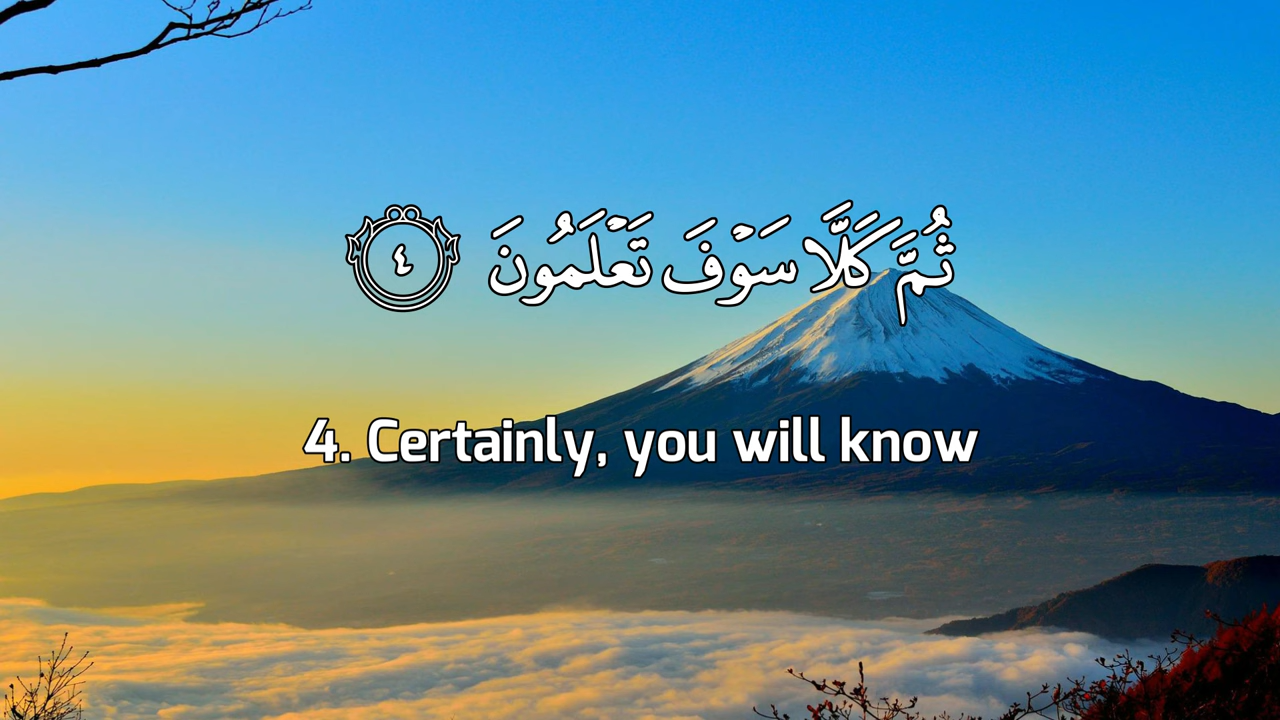 ثُمَّ كَلَّا سَوْفَ تَعْلَمُونَ ٤
4. Certainly, you will know